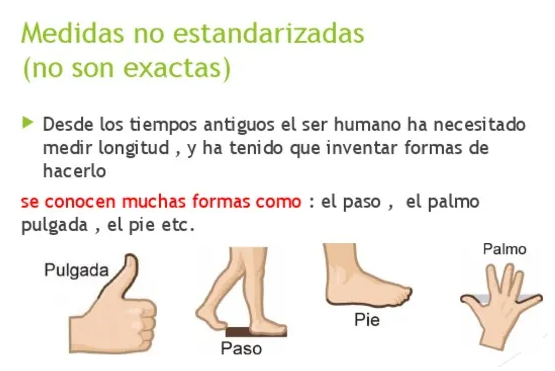 Medidas no estandarizadas
(no son exactas)
Desde los tiempos antiguos el ser humano ha necesitado
medir longitud , y ha tenido que inventar formas de
hacerlo
se conocen muchas formas como : el paso , el palmo
pulgada , el pie etc.
Pulgada
Paso
Pie
Palmo